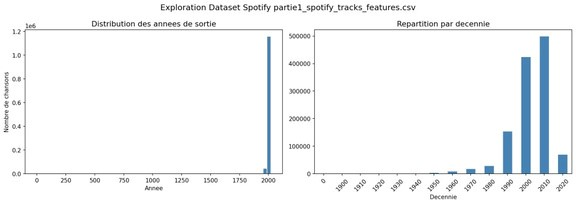 Exploration Dataset Spotify partie1_spotify_tracks_features.csv
Distribution des annees de sortie
1e6
1.2
1.0
0.8
0.6
0.4
0.2
0.0
Nombre de chansons
0 250 500 750 1000 1250 1500 1750 2000
Annee
Repartition par decennie
500000
400000
300000
200000
100000
0
0 1900 1910 1920 1930 1940 1950 1960 1970 1980 1990 2000 2010 2020
Decennie